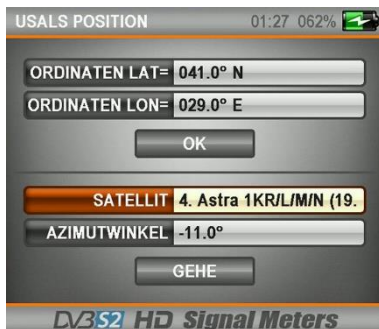 USALS POSITION 01:27 062%
ORDINATEN LAT= 041.0° N
ORDINATEN LON= 029.0° E
OK
SATELLIT 4. Astra 1KR/L/M/N (19.
AZIMUTWINKEL -11.0°
GEHE
DVB S2 HD Signal Meters